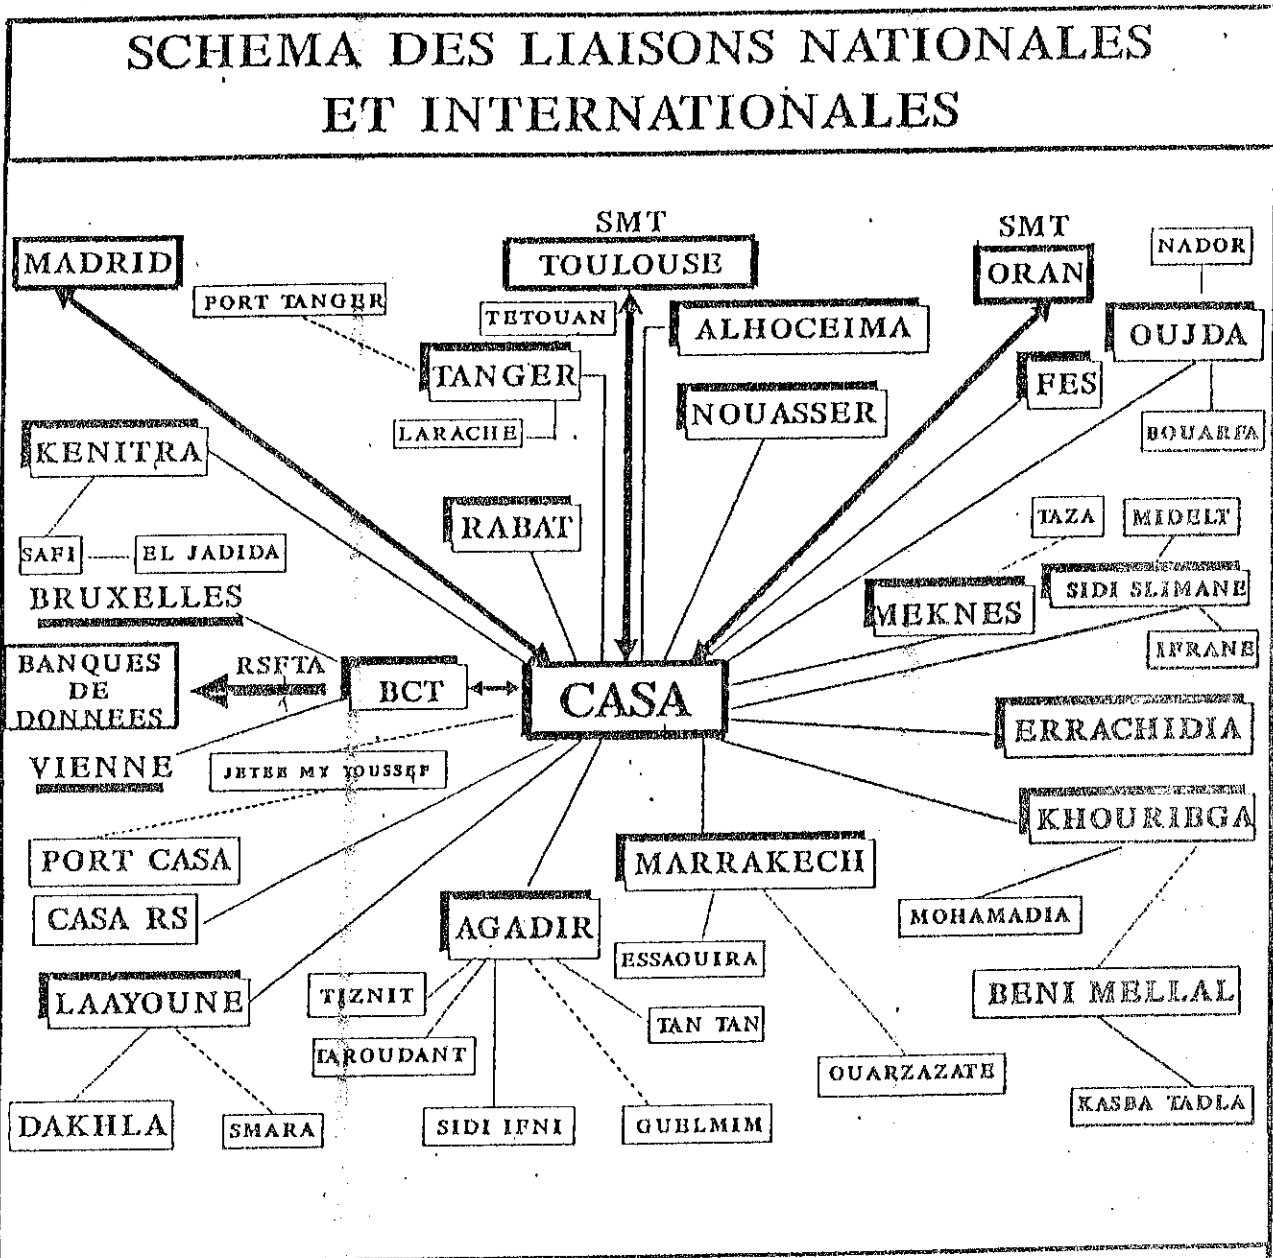 SCHEMA DES LIAISONS NATIONALES
ET INTERNATIONALES
SMT
SMT
MADRID
TOULOUSE
ORAN
NADOR
PORT TANGER
TETOUAN
ALHOCEIMA
OUJDA
TANGER
FES
NOUASSER
LARACHE
BOUARFA
KENITRA
RABAT
TAZA
MIDELT
SAFI
EL JADIDA
SIDI SLIMANE
BRUXELLES
MEKNES
IFRANE
BANQUES
DE
DONNEES
RSFTA
BCT
CASA
ERRACHIDIA
VIENNE
JETEE MY YOUSSEF
KHOURIBGA
PORT CASA
MARRAKECH
CASA RS
AGADIR
MOHAMADIA
ESSAOUIRA
LAAYOUNE
TIZNIT
BENI MELLAL
TAN TAN
TAROUDANT
OUARZAZATE
KASBA TADLA
DAKHLA
SMARA
SIDI IFNI
GUELMIM